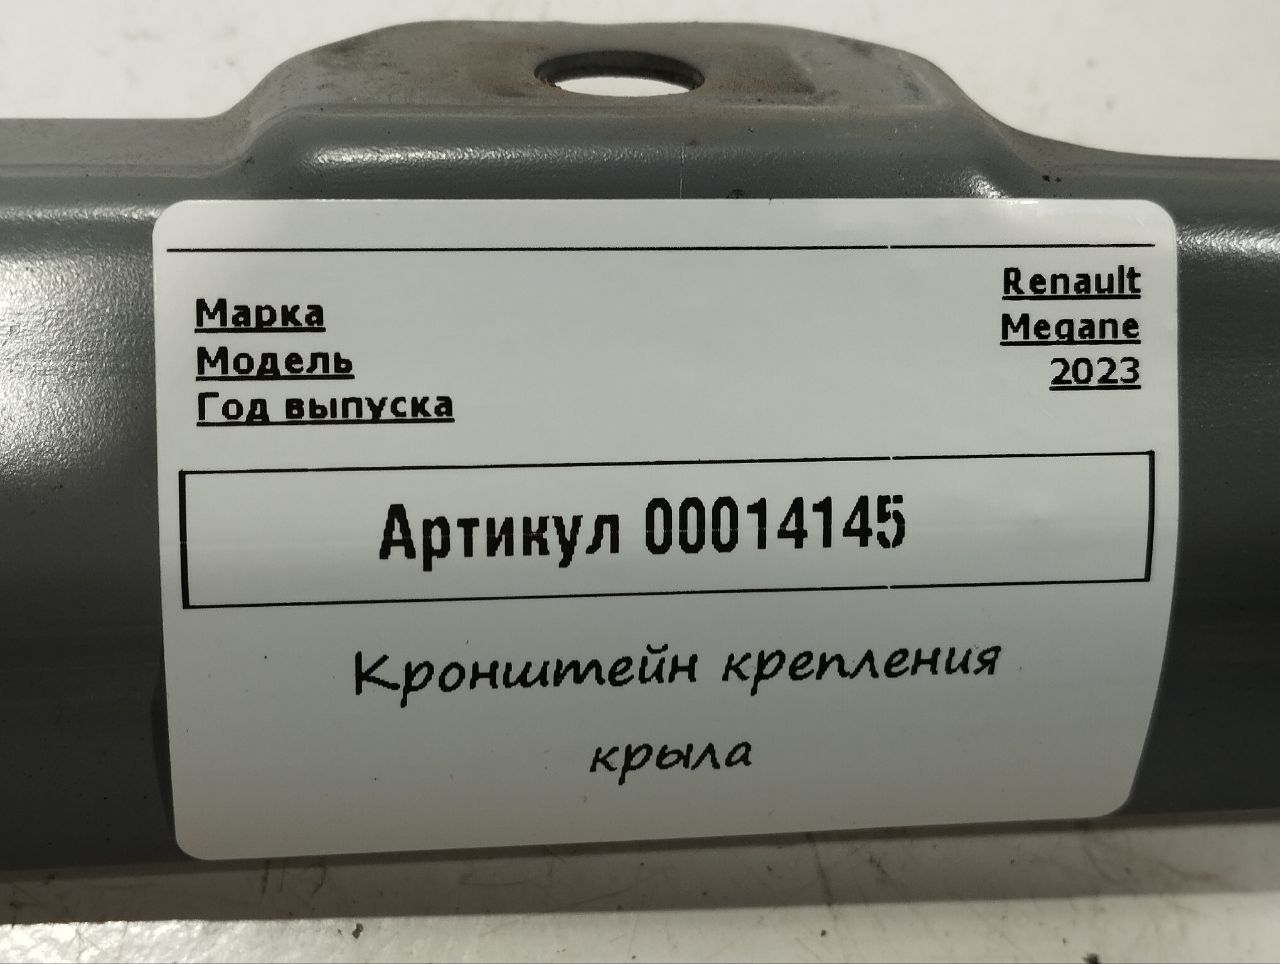 Марка Renault
Модель Megane
Год выпуска 2023
Артикул 00014145
Кронштейн крепления
крыла